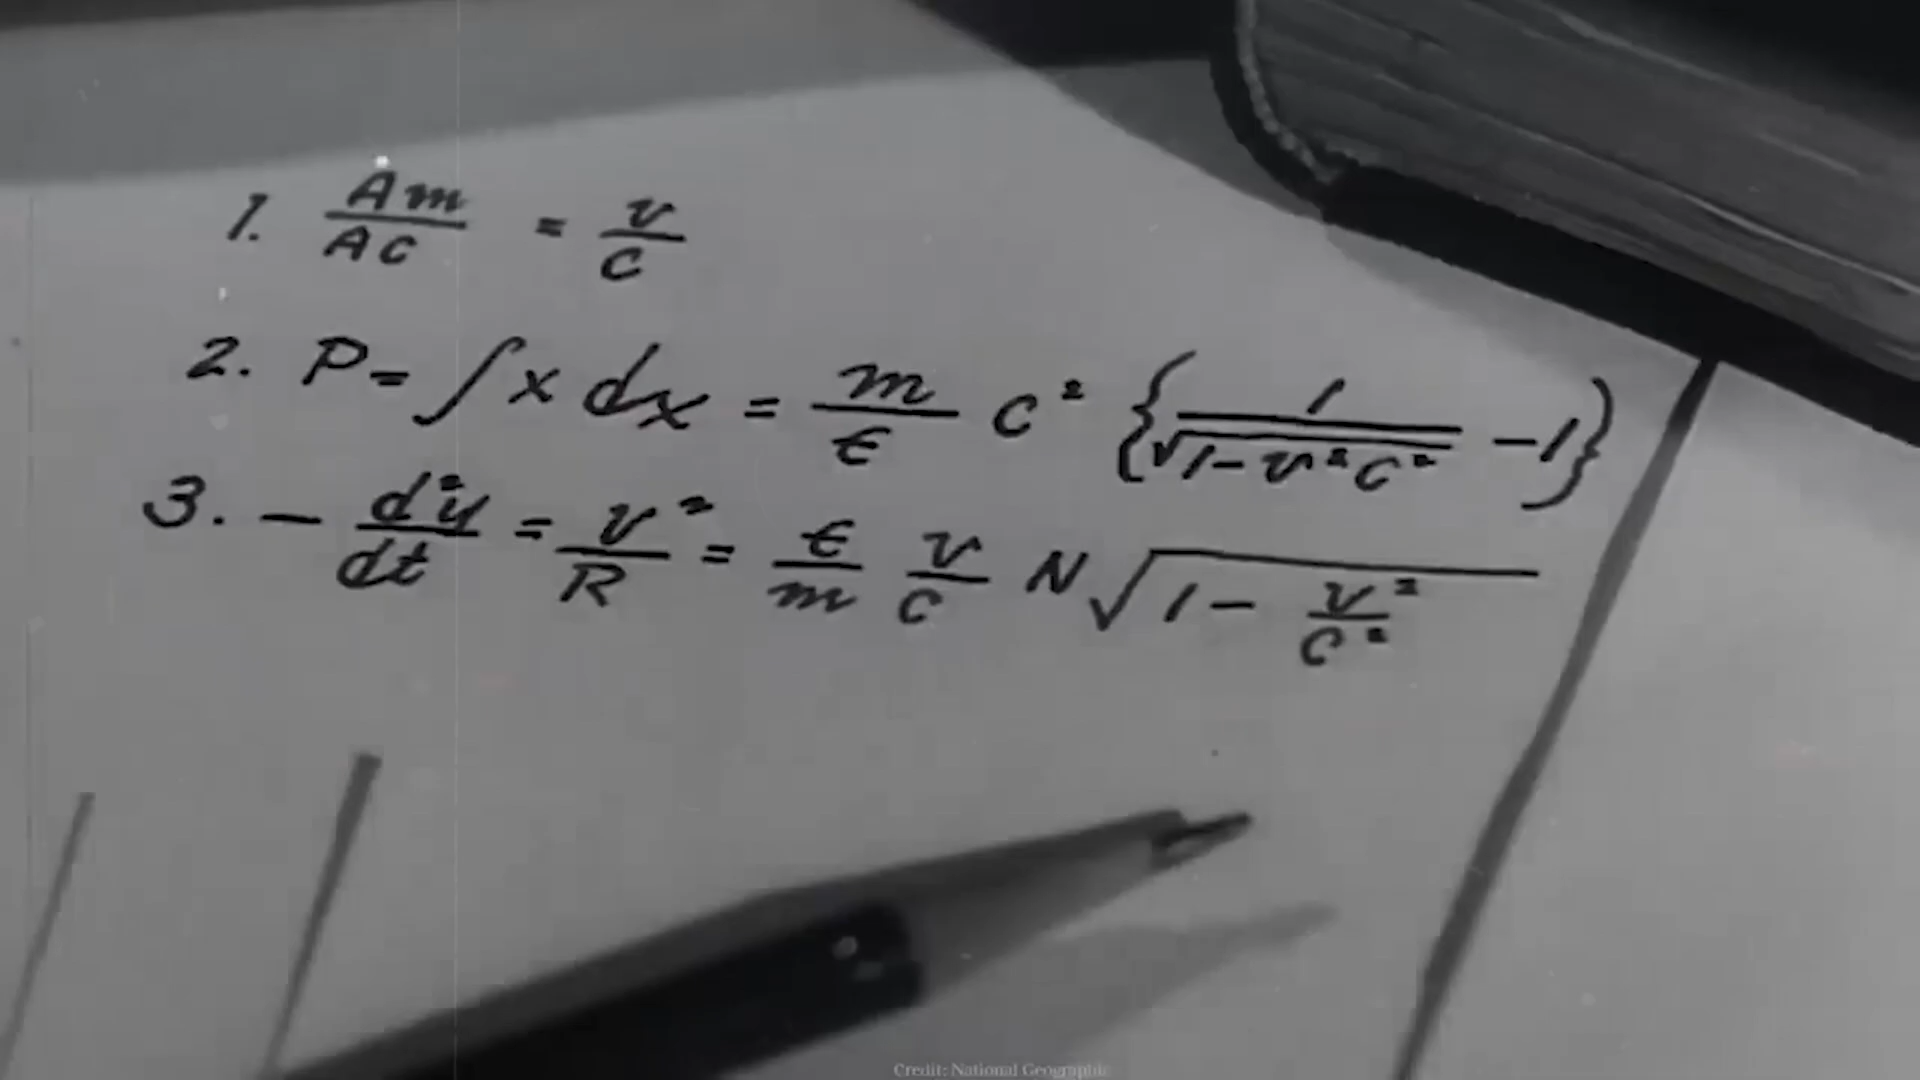 1. Am/AC = v/C
2. P = ∫ x dx = m/ϵ C² {1/√(1-v²C²) -1}
3. - d²y/dt = v²/R = ϵ/m v/C N √(1 - v²/C²)
Credit: National Geographic